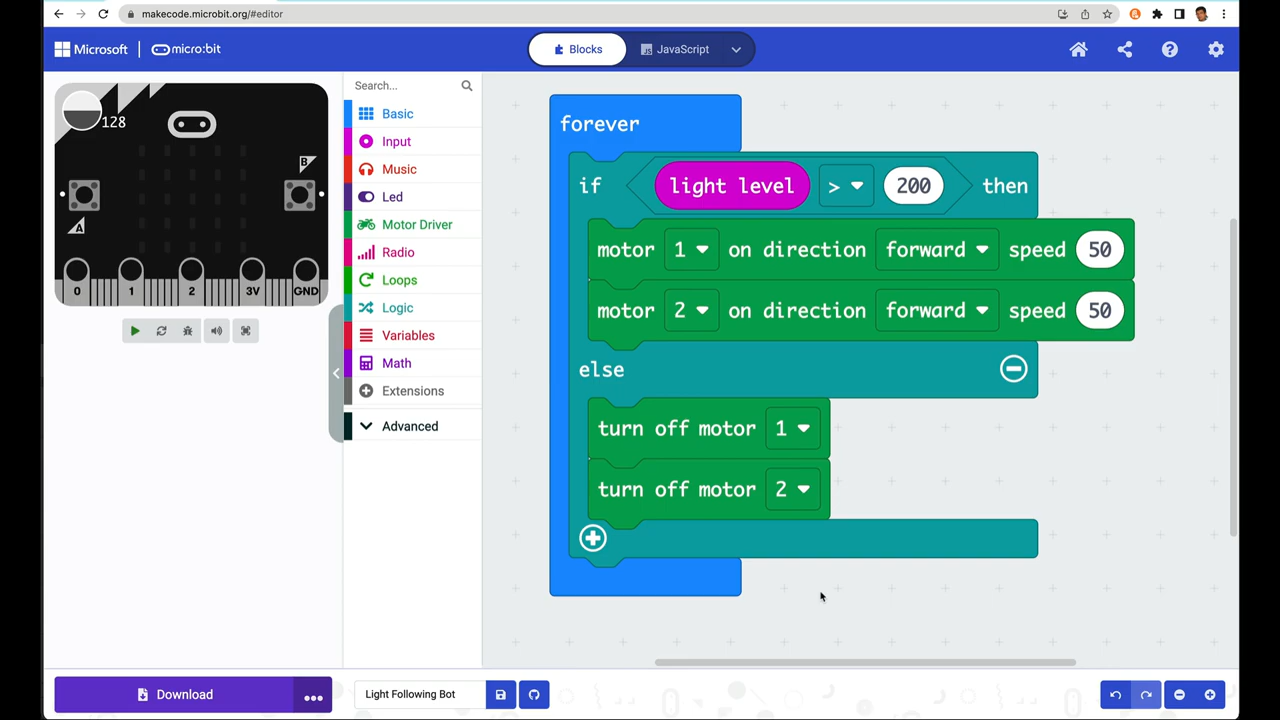 makecode.microbit.org/#editor
Microsoft micro:bit
Blocks JavaScript
128
B
A
0 1 2 3V GND
Search...
Basic
Input
Music
Led
Motor Driver
Radio
Loops
Logic
Variables
Math
Extensions
Advanced
forever
if light level > 200 then
motor 1 on direction forward speed 50
motor 2 on direction forward speed 50
else
turn off motor 1
turn off motor 2
Download
Light Following Bot